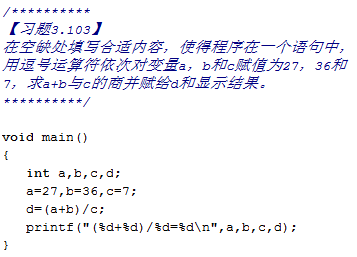 /**********
【习题3.103】
在空缺处填写合适内容，使得程序在一个语句中，
用逗号运算符依次对变量a，b和c赋值为27，36和
7，求a+b与c的商并赋给d和显示结果。
**********/
void main()
{
int a,b,c,d;
a=27,b=36,c=7;
d=(a+b)/c;
printf("(%d+%d)/%d=%d\n",a,b,c,d);
}